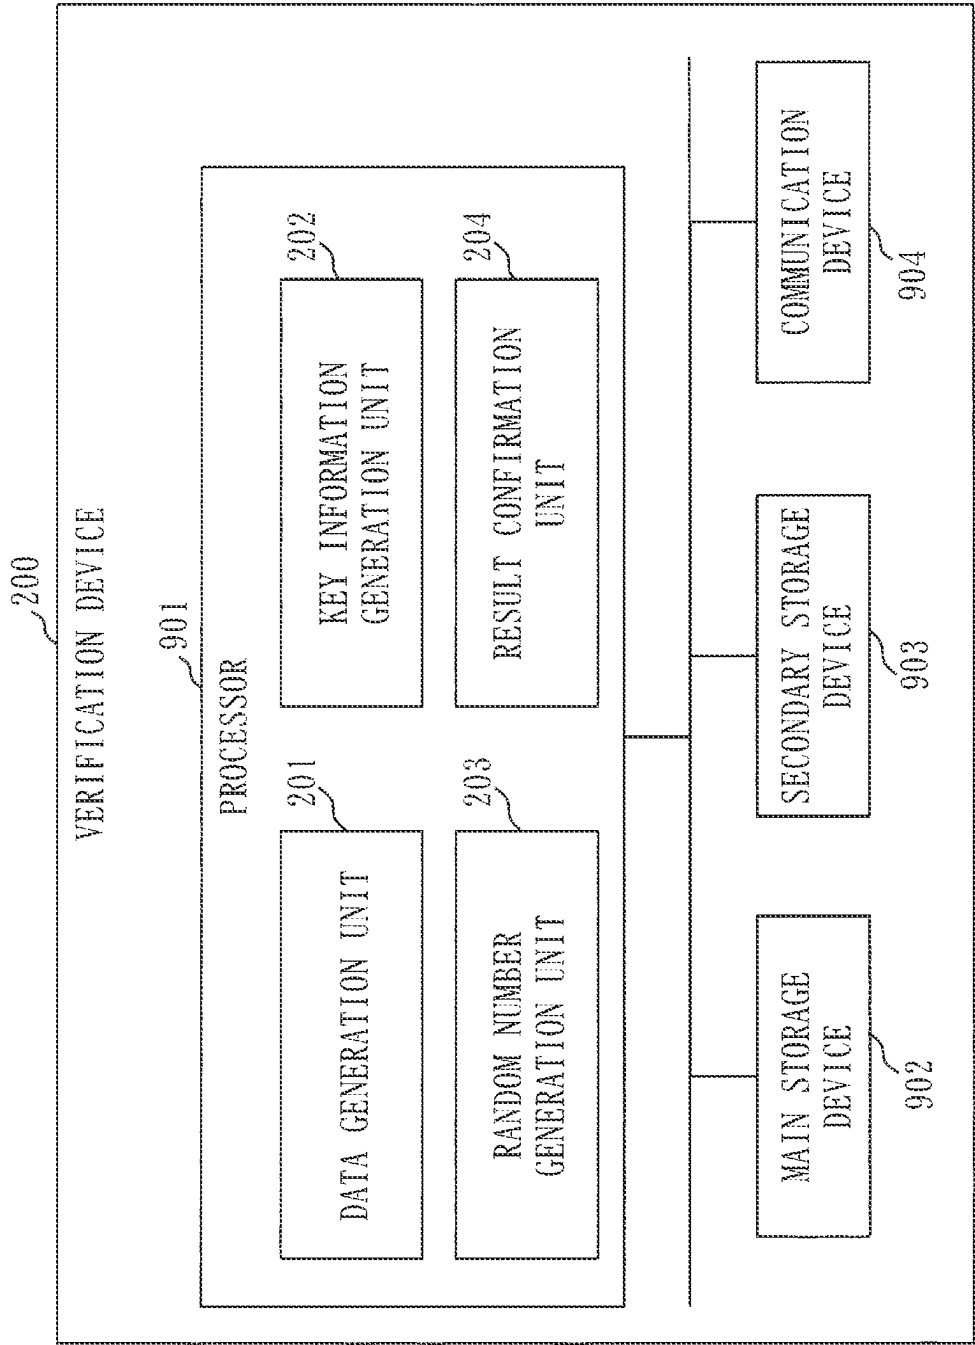 200
VERIFICATION DEVICE
901
PROCESSOR
201
DATA GENERATION UNIT
202
KEY INFORMATION
GENERATION UNIT
203
RANDOM NUMBER
GENERATION UNIT
204
RESULT CONFIRMATION
UNIT
MAIN STORAGE
DEVICE
902
SECONDARY STORAGE
DEVICE
903
COMMUNICATION
DEVICE
904